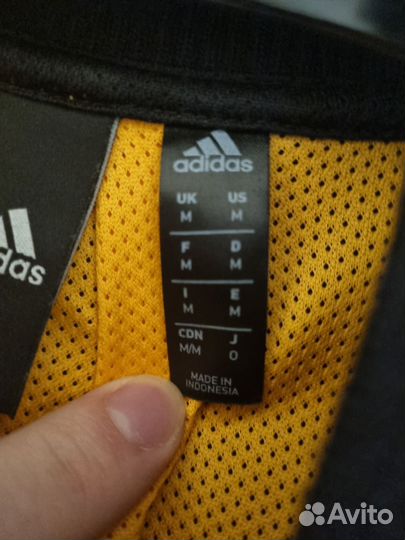 adidas
UK US
M M
F D
M M
I E
M M
CDN J
M/M O
MADE IN
INDONESIA
das
Avito